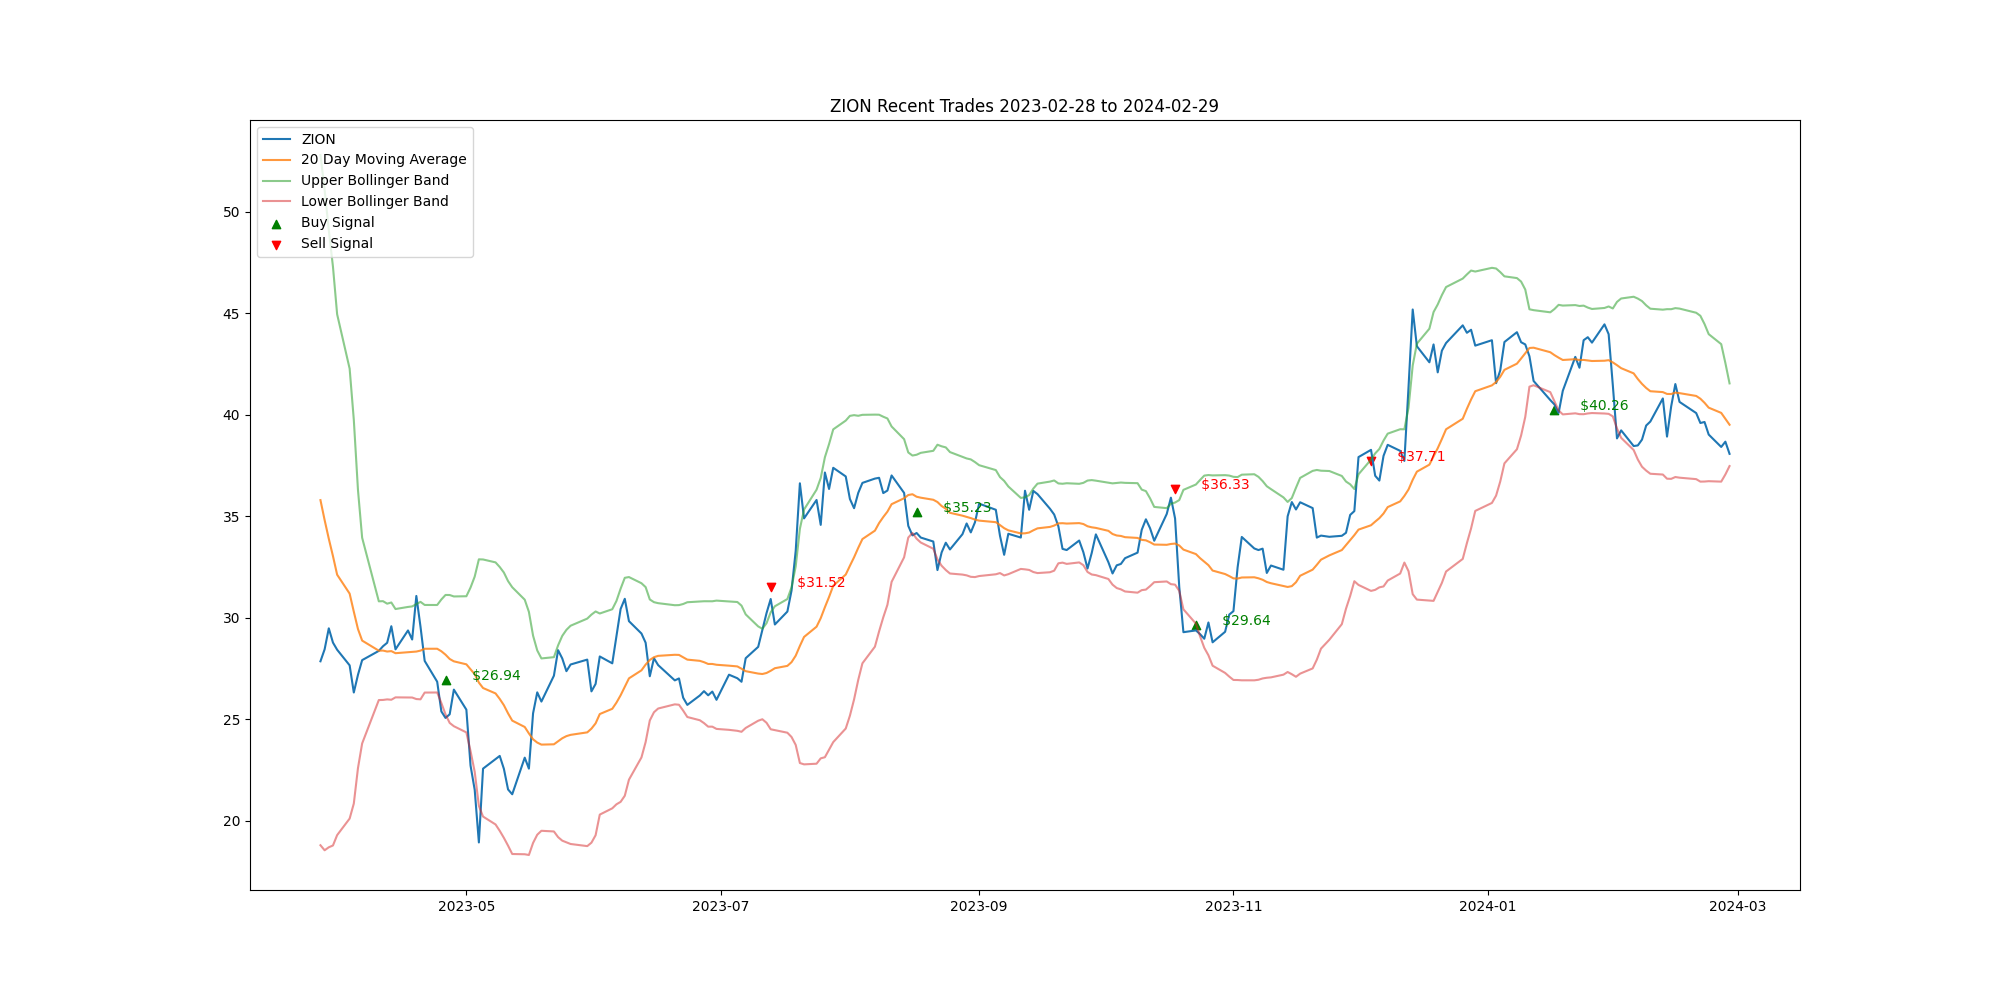 ZION Recent Trades 2023-02-28 to 2024-02-29
ZION
20 Day Moving Average
Upper Bollinger Band
Lower Bollinger Band
Buy Signal
Sell Signal
50
45
40
35
30
25
20
$26.94
$31.52
$35.23
$36.33
$29.64
$37.71
$40.26
2023-05
2023-07
2023-09
2023-11
2024-01
2024-03